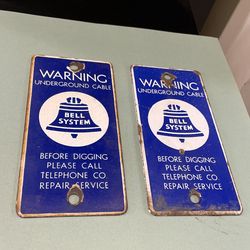 WARNING
UNDERGROUND CABLE
BELL
SYSTEM
BEFORE DIGGING
PLEASE CALL
TELEPHONE CO.
REPAIR SERVICE
WARNING
UNDERGROUND CABLE
BELL
SYSTEM
BEFORE DIGGING
PLEASE CALL
TELEPHONE CO.
REPAIR SERVICE